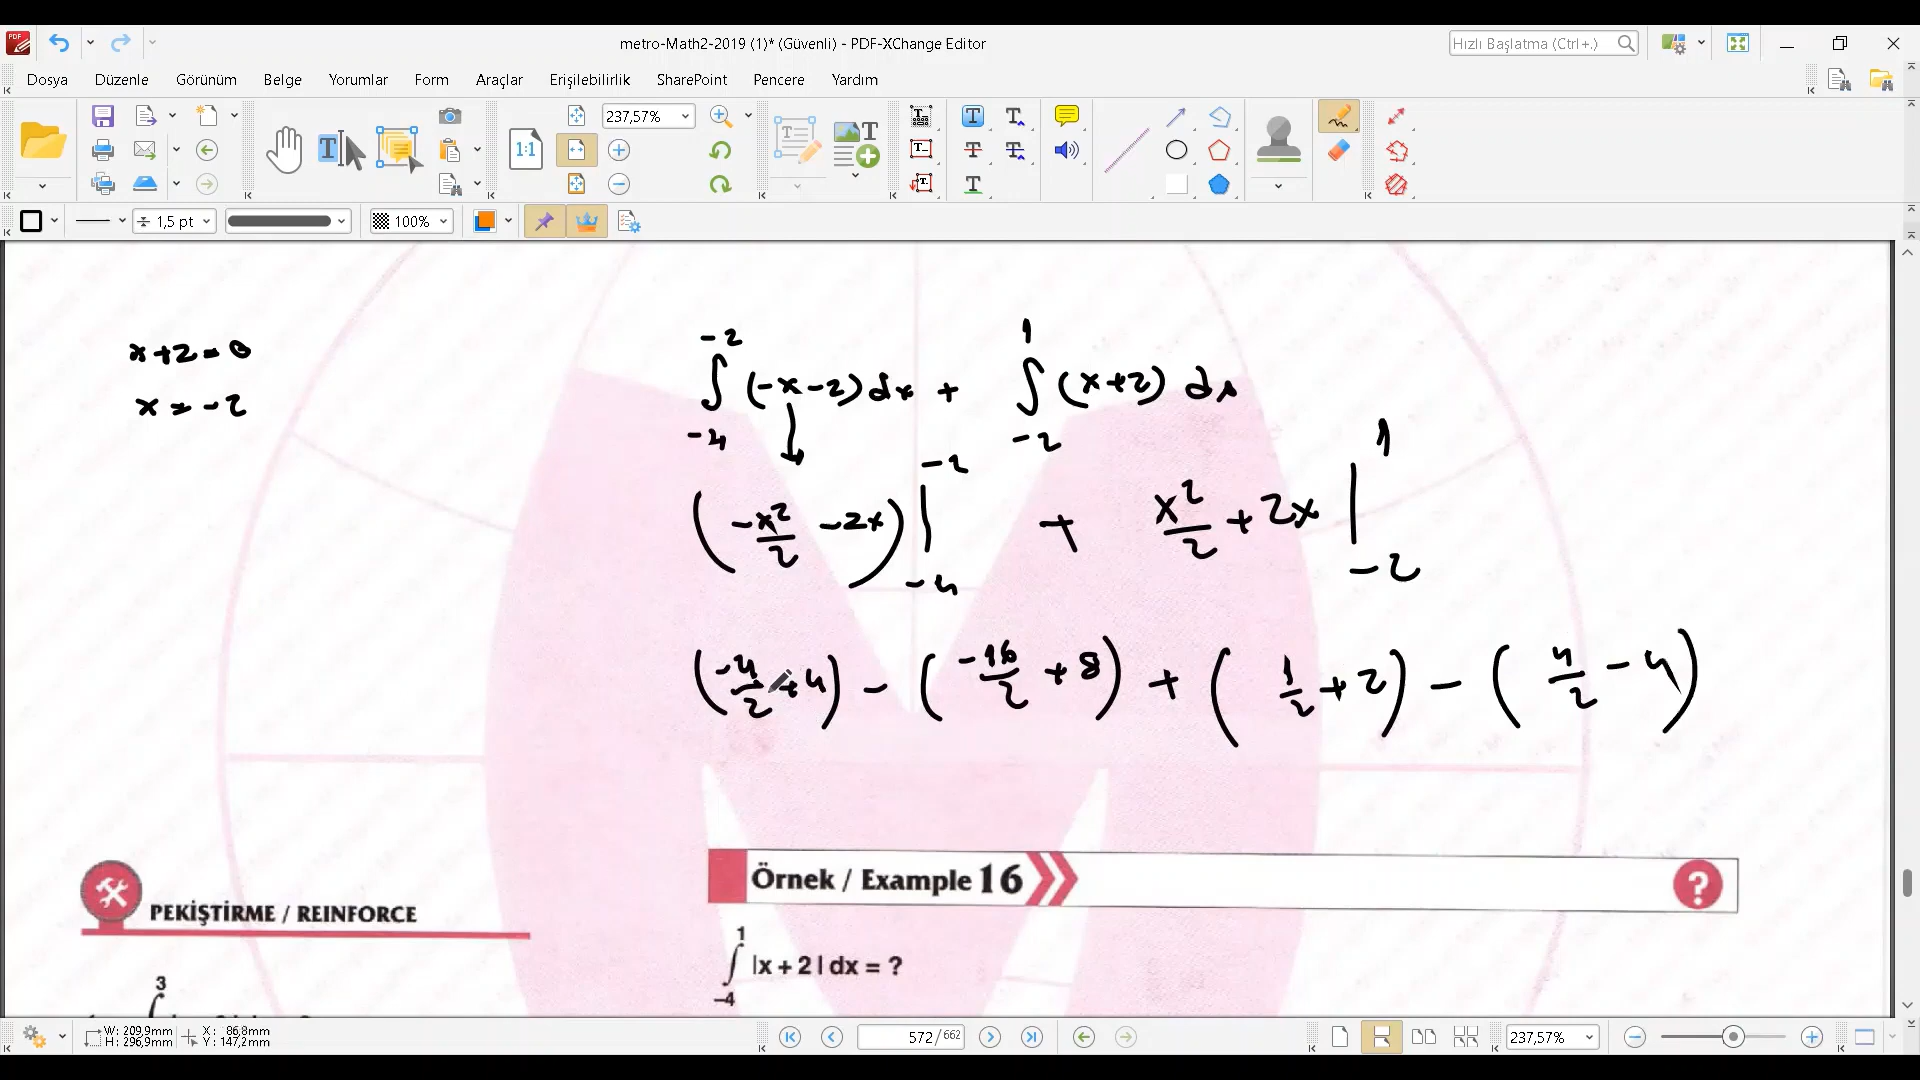 metro-Math2-2019 (1)* (Güvenli) - PDF-XChange Editor
Hızlı Başlatma (Ctrl+.)
Dosya Düzenle Görünüm Belge Yorumlar Form Araçlar Erişilebilirlik SharePoint Pencere Yardım
237,57%
1:1
1,5 pt
100%
x+2=0
x=-2
∫_{-4}^{-2} (-x-2)dx + ∫_{-2}^{1} (x+2) dx
(-x²/2 -2x)|_{-4}^{-2} + x²/2 + 2x |_{-2}^{1}
(-4/2 +4) - (-16/2 + 8) + (1/2 + 2) - (4/2 - 4)
PEKİŞTİRME / REINFORCE
3
∫
Örnek / Example 16
?
∫_{-4}^{1} |x + 2| dx = ?
W: 209,9mm
H: 296,9mm
X: 86,8mm
Y: 147,2mm
572 / 662
237,57%